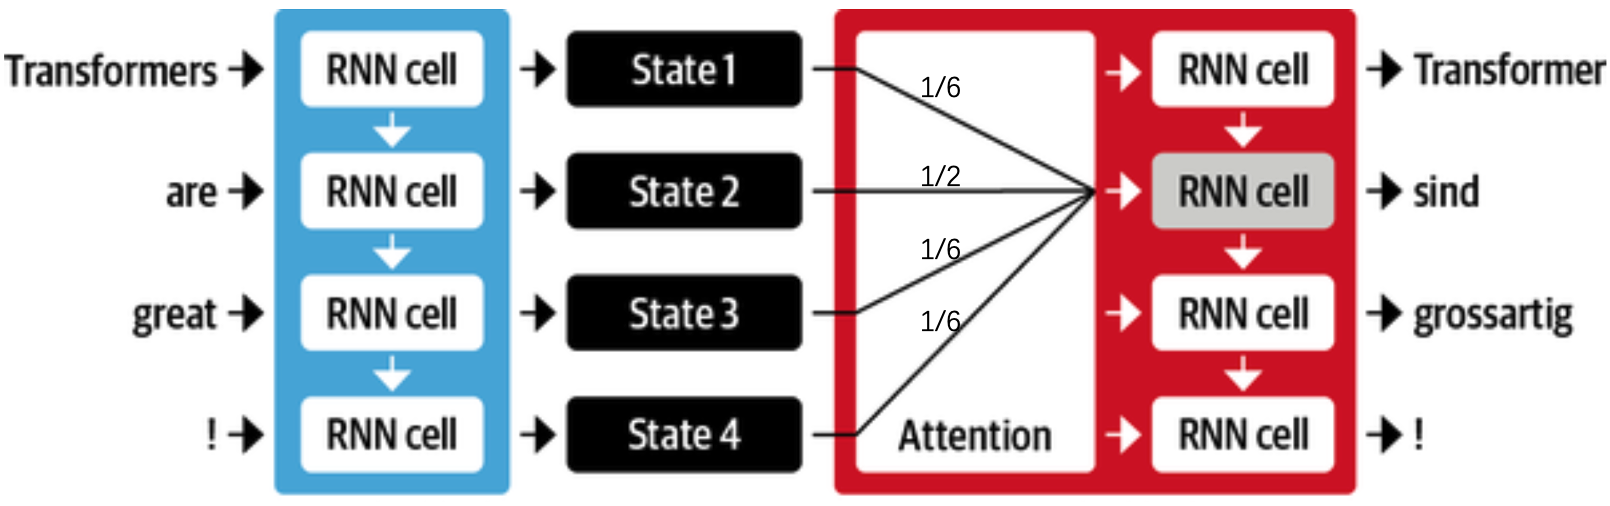 Transformers RNN cell State 1 1/6 RNN cell Transformer
are RNN cell State 2 1/2 RNN cell sind
great RNN cell State 3 1/6 RNN cell grossartig
! RNN cell State 4 1/6 Attention RNN cell !